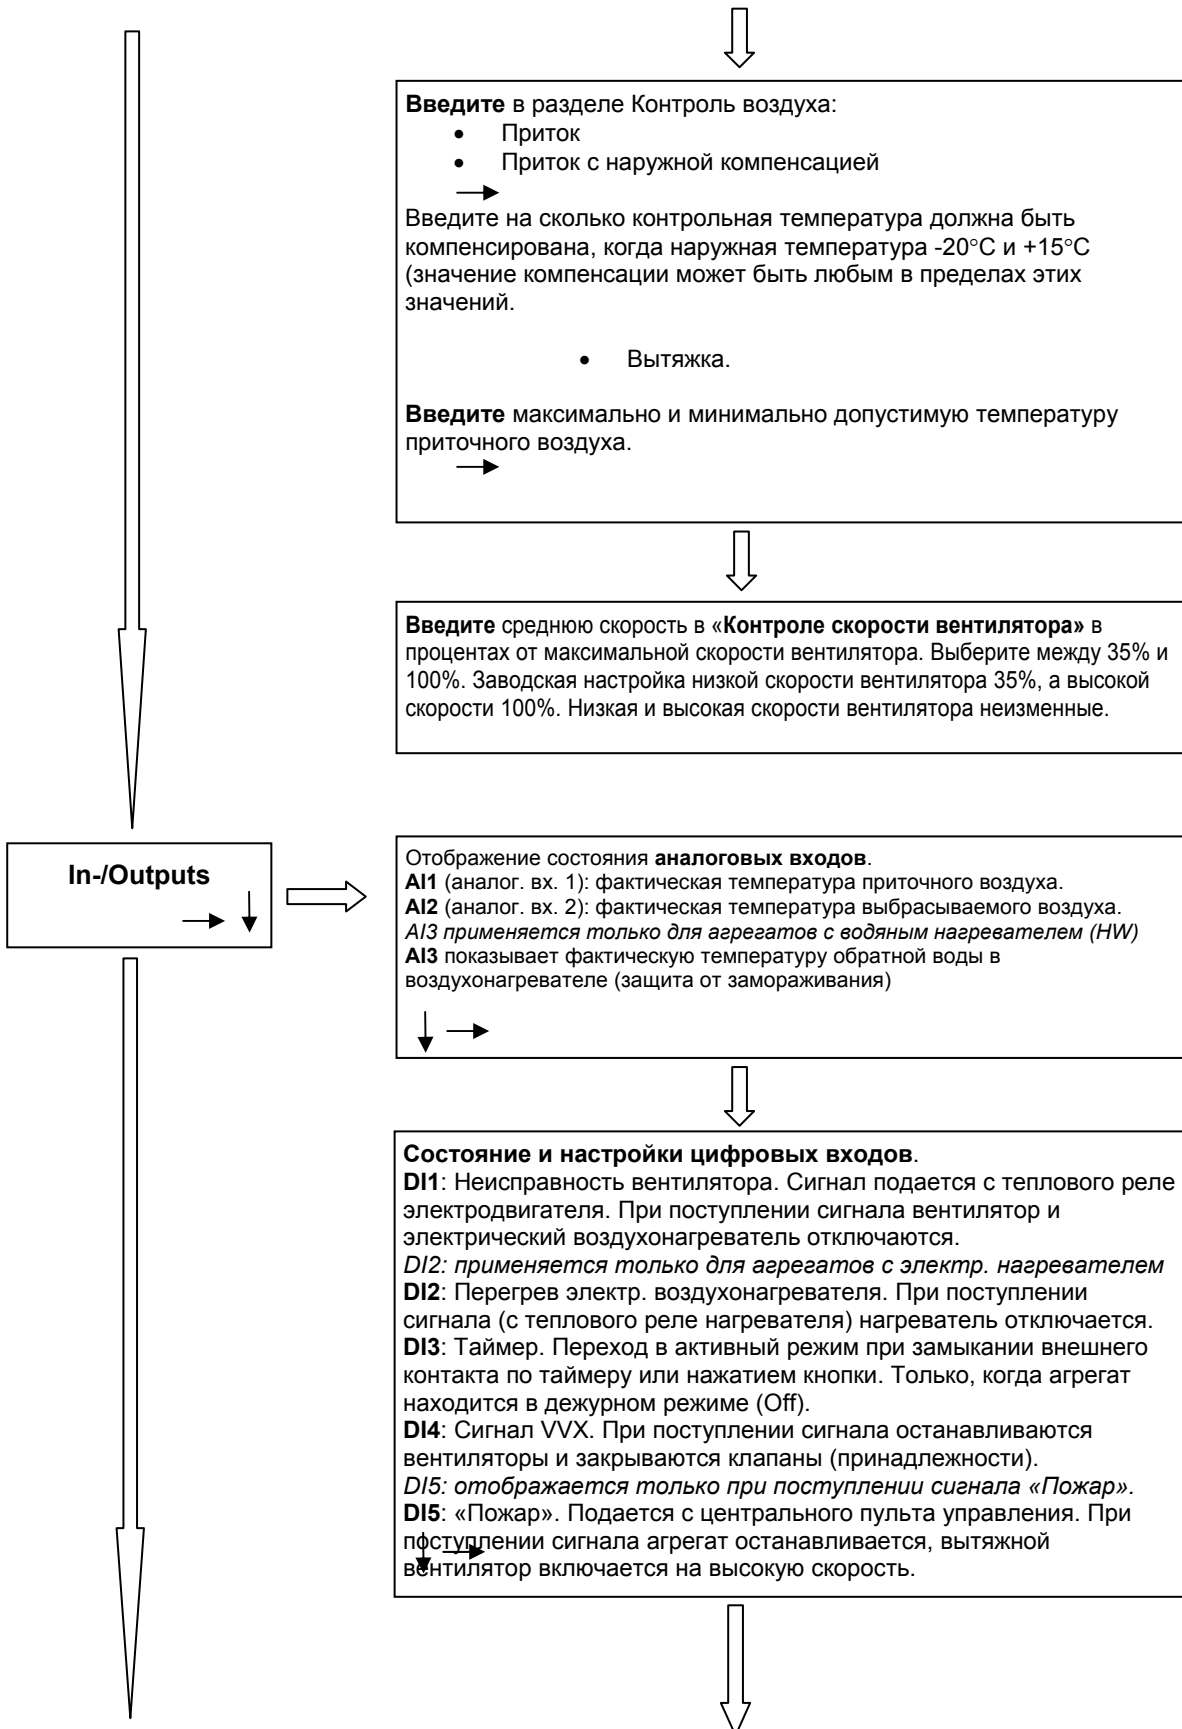 Введите в разделе Контроль воздуха:
• Приток
• Приток с наружной компенсацией
Введите на сколько контрольная температура должна быть
компенсирована, когда наружная температура -20°C и +15°C
(значение компенсации может быть любым в пределах этих
значений.
• Вытяжка.
Введите максимально и минимально допустимую температуру
приточного воздуха.
Введите среднюю скорость в «Контроле скорости вентилятора» в
процентах от максимальной скорости вентилятора. Выберите между 35% и
100%. Заводская настройка низкой скорости вентилятора 35%, а высокой
скорости 100%. Низкая и высокая скорости вентилятора неизменные.
In-/Outputs
Отображение состояния аналоговых входов.
AI1 (аналог. вх. 1): фактическая температура приточного воздуха.
AI2 (аналог. вх. 2): фактическая температура выбрасываемого воздуха.
AI3 применяется только для агрегатов с водяным нагревателем (HW)
AI3 показывает фактическую температуру обратной воды в
воздухонагревателе (защита от замораживания)
Состояние и настройки цифровых входов.
DI1: Неисправность вентилятора. Сигнал подается с теплового реле
электродвигателя. При поступлении сигнала вентилятор и
электрический воздухонагреватель отключаются.
DI2: применяется только для агрегатов с электр. нагревателем
DI2: Перегрев электр. воздухонагревателя. При поступлении
сигнала (с теплового реле нагревателя) нагреватель отключается.
DI3: Таймер. Переход в активный режим при замыкании внешнего
контакта по таймеру или нажатием кнопки. Только, когда агрегат
находится в дежурном режиме (Off).
DI4: Сигнал VVX. При поступлении сигнала останавливаются
вентиляторы и закрываются клапаны (принадлежности).
DI5: отображается только при поступлении сигнала «Пожар».
DI5: «Пожар». Подается с центрального пульта управления. При
поступлении сигнала агрегат останавливается, вытяжной
вентилятор включается на высокую скорость.